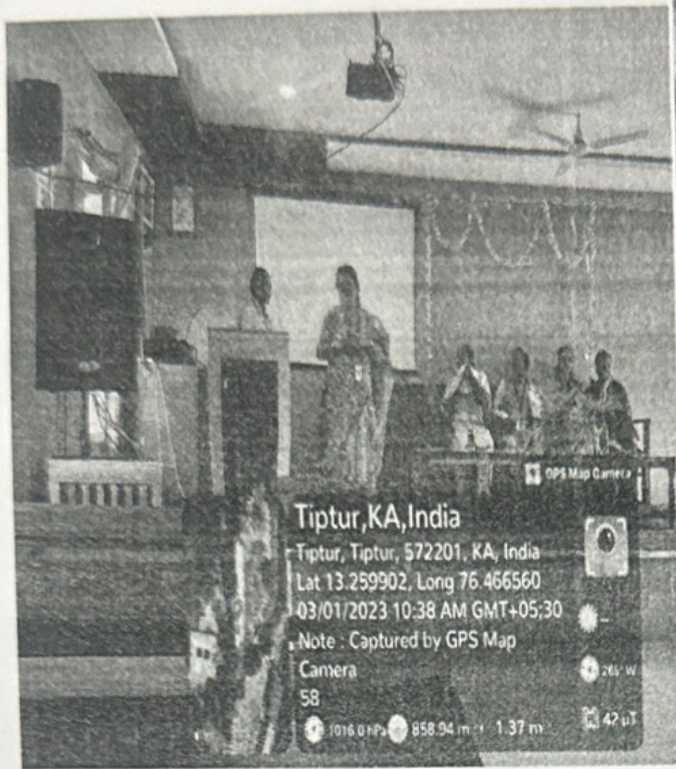 GPS Map Camera
Tiptur,KA,India
Tiptur, Tiptur, 572201, KA, India
Lat 13.259902, Long 76.466560
03/01/2023 10:38 AM GMT+05:30
Note : Captured by GPS Map
Camera
58
265° W
1016.0 hPa 858.94 m 1.37 m
42 µT